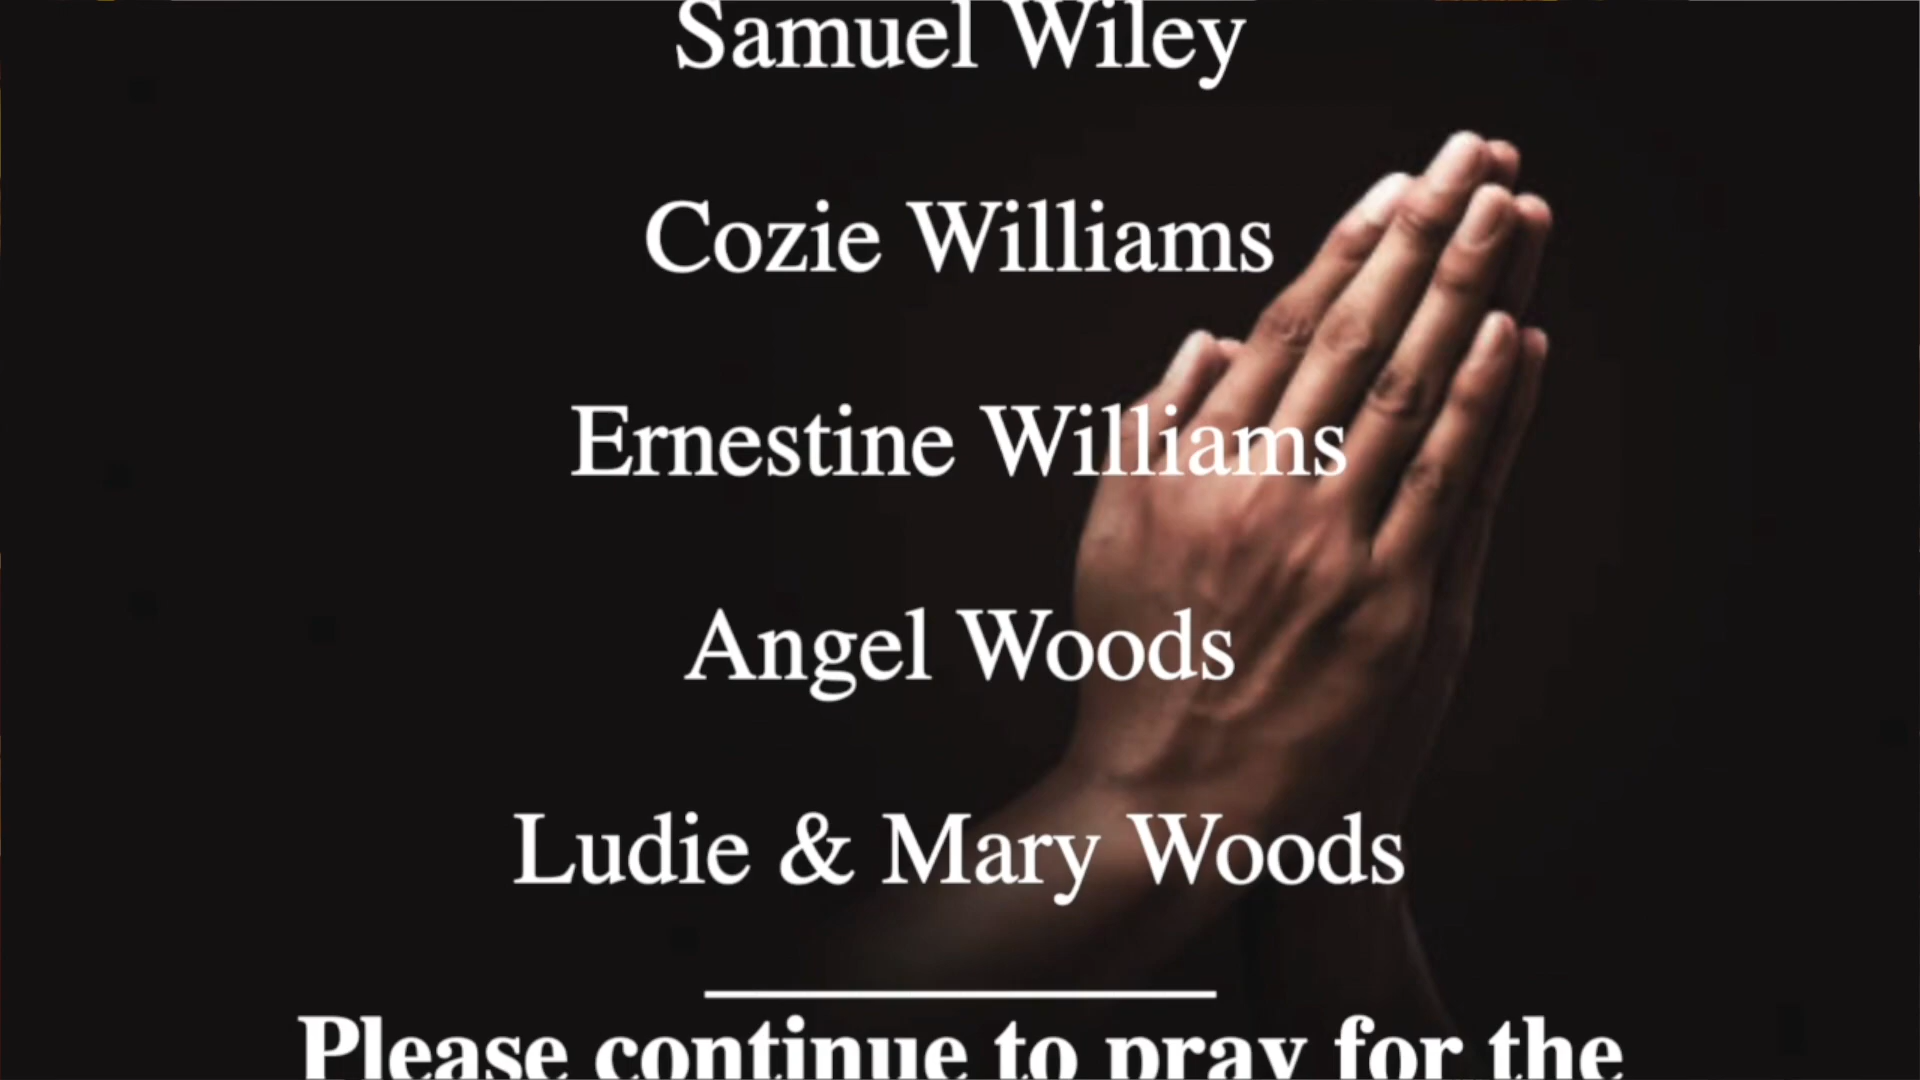 Samuel Wiley
Cozie Williams
Ernestine Williams
Angel Woods
Ludie & Mary Woods
Please continue to pray for the